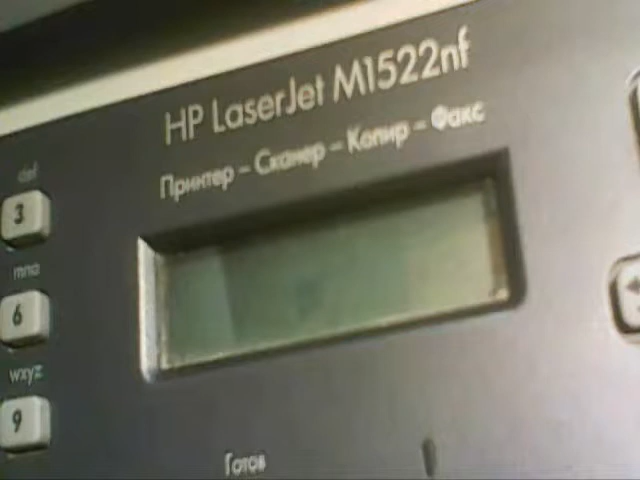 HP LaserJet M1522nf
Принтер – Сканер – Копир – Факс
def
3
mno
6
wxyz
9
Готов